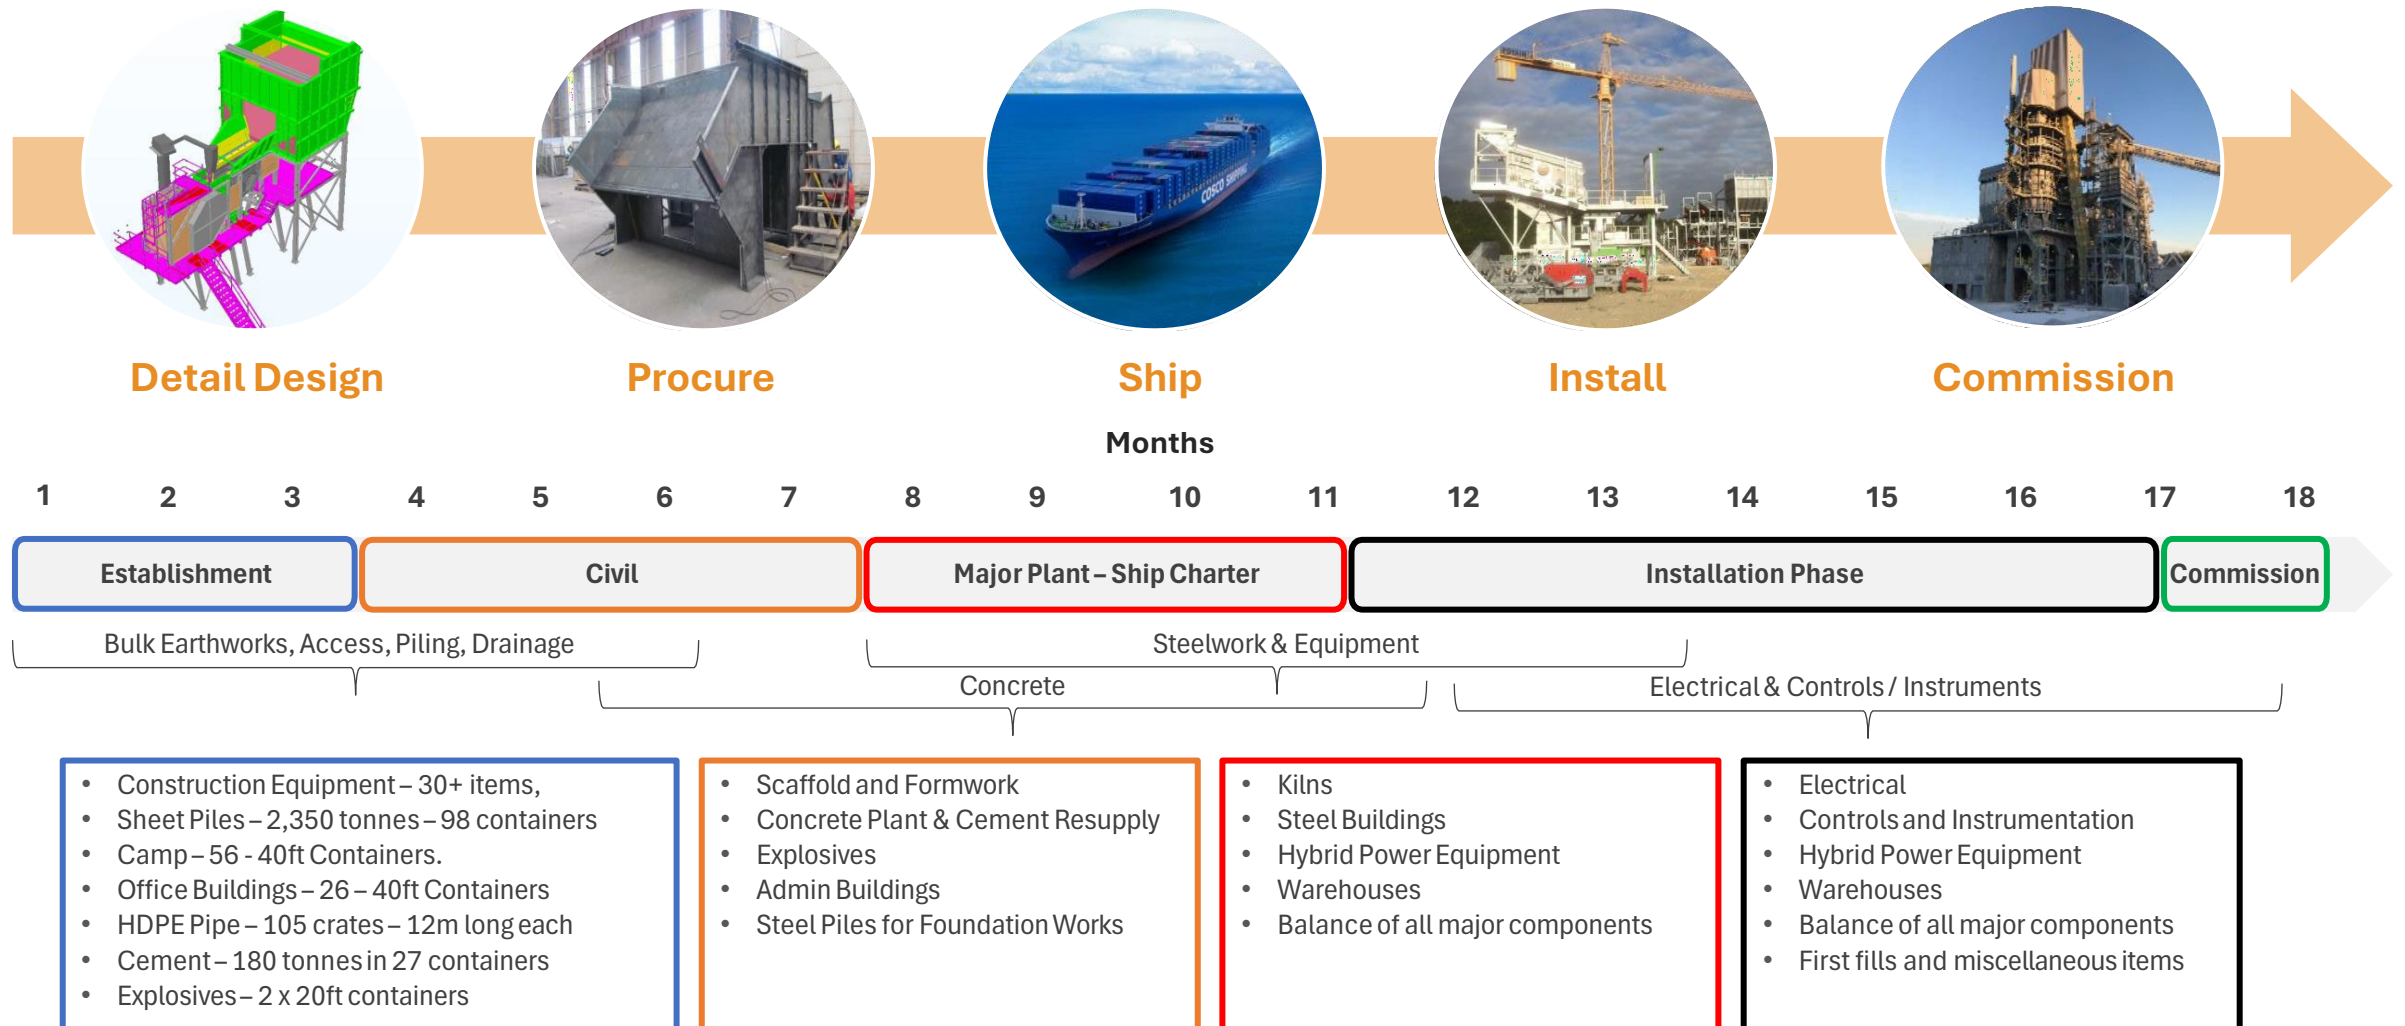 COSCO SHIPPING
Detail Design
Procure
Ship
Install
Commission
Months
1 2 3 4 5 6 7 8 9 10 11 12 13 14 15 16 17 18
Establishment
Civil
Major Plant – Ship Charter
Installation Phase
Commission
Bulk Earthworks, Access, Piling, Drainage
Steelwork & Equipment
Concrete
Electrical & Controls / Instruments
• Construction Equipment – 30+ items,
• Sheet Piles – 2,350 tonnes – 98 containers
• Camp – 56 - 40ft Containers.
• Office Buildings – 26 – 40ft Containers
• HDPE Pipe – 105 crates – 12m long each
• Cement – 180 tonnes in 27 containers
• Explosives – 2 x 20ft containers
• Scaffold and Formwork
• Concrete Plant & Cement Resupply
• Explosives
• Admin Buildings
• Steel Piles for Foundation Works
• Kilns
• Steel Buildings
• Hybrid Power Equipment
• Warehouses
• Balance of all major components
• Electrical
• Controls and Instrumentation
• Hybrid Power Equipment
• Warehouses
• Balance of all major components
• First fills and miscellaneous items